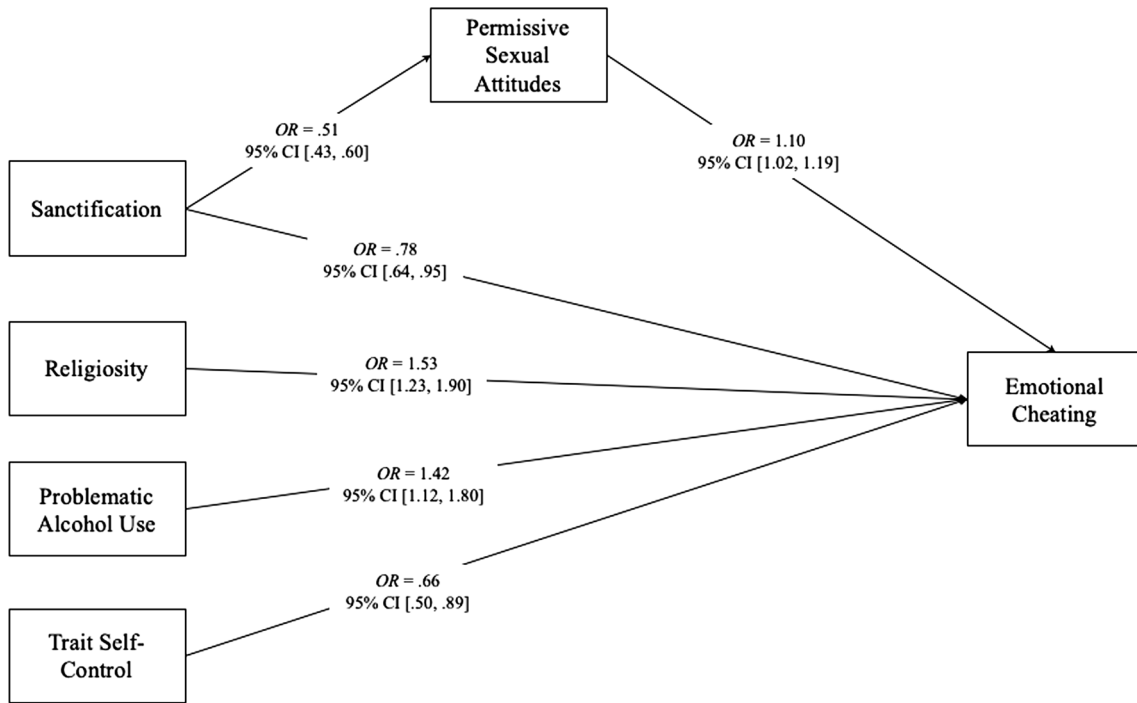 Permissive
Sexual
Attitudes
OR = .51
95% CI [.43, .60]
OR = 1.10
95% CI [1.02, 1.19]
Sanctification
OR = .78
95% CI [.64, .95]
Religiosity
OR = 1.53
95% CI [1.23, 1.90]
Emotional
Cheating
Problematic
Alcohol Use
OR = 1.42
95% CI [1.12, 1.80]
OR = .66
95% CI [.50, .89]
Trait Self-
Control